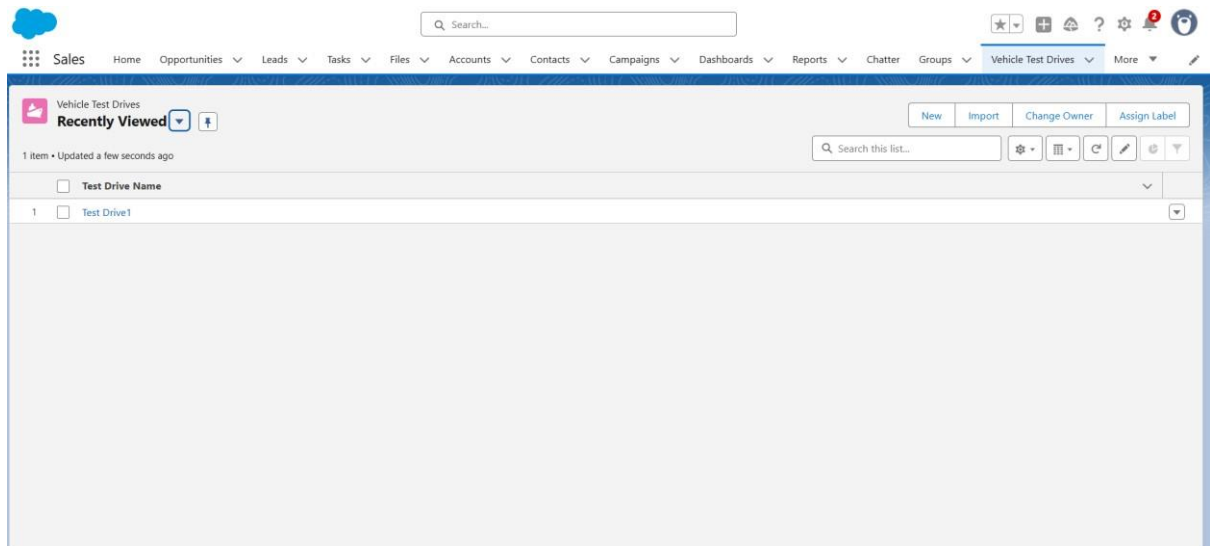 Search...
2
Sales Home Opportunities Leads Tasks Files Accounts Contacts Campaigns Dashboards Reports Chatter Groups Vehicle Test Drives More
Vehicle Test Drives
Recently Viewed
New Import Change Owner Assign Label
1 item • Updated a few seconds ago
Search this list...
Test Drive Name
1 Test Drive1